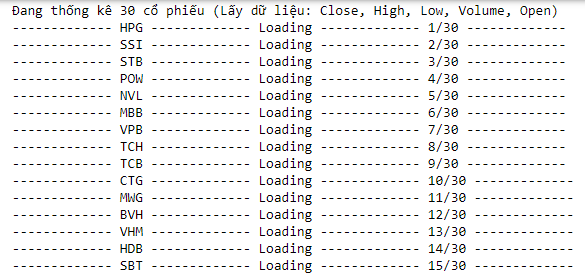 Đang thống kê 30 cổ phiếu (Lấy dữ liệu: Close, High, Low, Volume, Open)
------------- HPG ------------- Loading ------------- 1/30 -------------
------------- SSI ------------- Loading ------------- 2/30 -------------
------------- STB ------------- Loading ------------- 3/30 -------------
------------- POW ------------- Loading ------------- 4/30 -------------
------------- NVL ------------- Loading ------------- 5/30 -------------
------------- MBB ------------- Loading ------------- 6/30 -------------
------------- VPB ------------- Loading ------------- 7/30 -------------
------------- TCH ------------- Loading ------------- 8/30 -------------
------------- TCB ------------- Loading ------------- 9/30 -------------
------------- CTG ------------- Loading ------------- 10/30 -------------
------------- MWG ------------- Loading ------------- 11/30 -------------
------------- BVH ------------- Loading ------------- 12/30 -------------
------------- VHM ------------- Loading ------------- 13/30 -------------
------------- HDB ------------- Loading ------------- 14/30 -------------
------------- SBT ------------- Loading ------------- 15/30 -------------